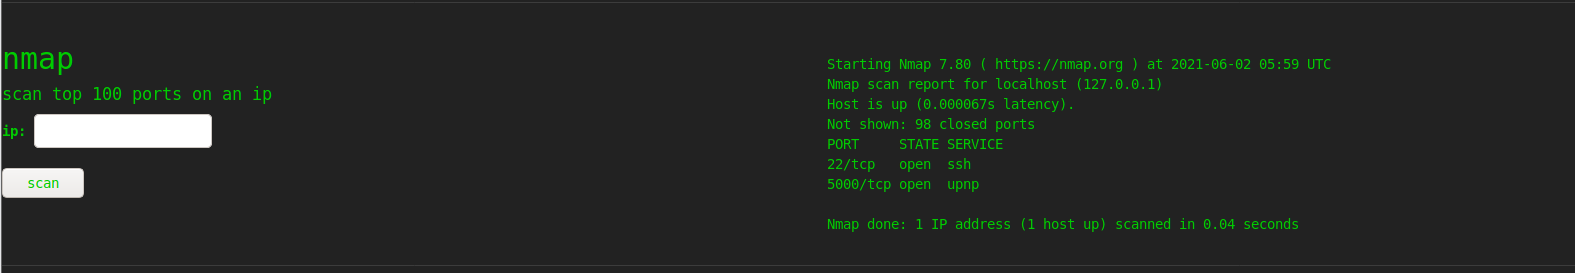 nmap
scan top 100 ports on an ip
ip:
scan
Starting Nmap 7.80 ( https://nmap.org ) at 2021-06-02 05:59 UTC
Nmap scan report for localhost (127.0.0.1)
Host is up (0.000067s latency).
Not shown: 98 closed ports
PORT     STATE SERVICE
22/tcp   open  ssh
5000/tcp open  upnp
Nmap done: 1 IP address (1 host up) scanned in 0.04 seconds